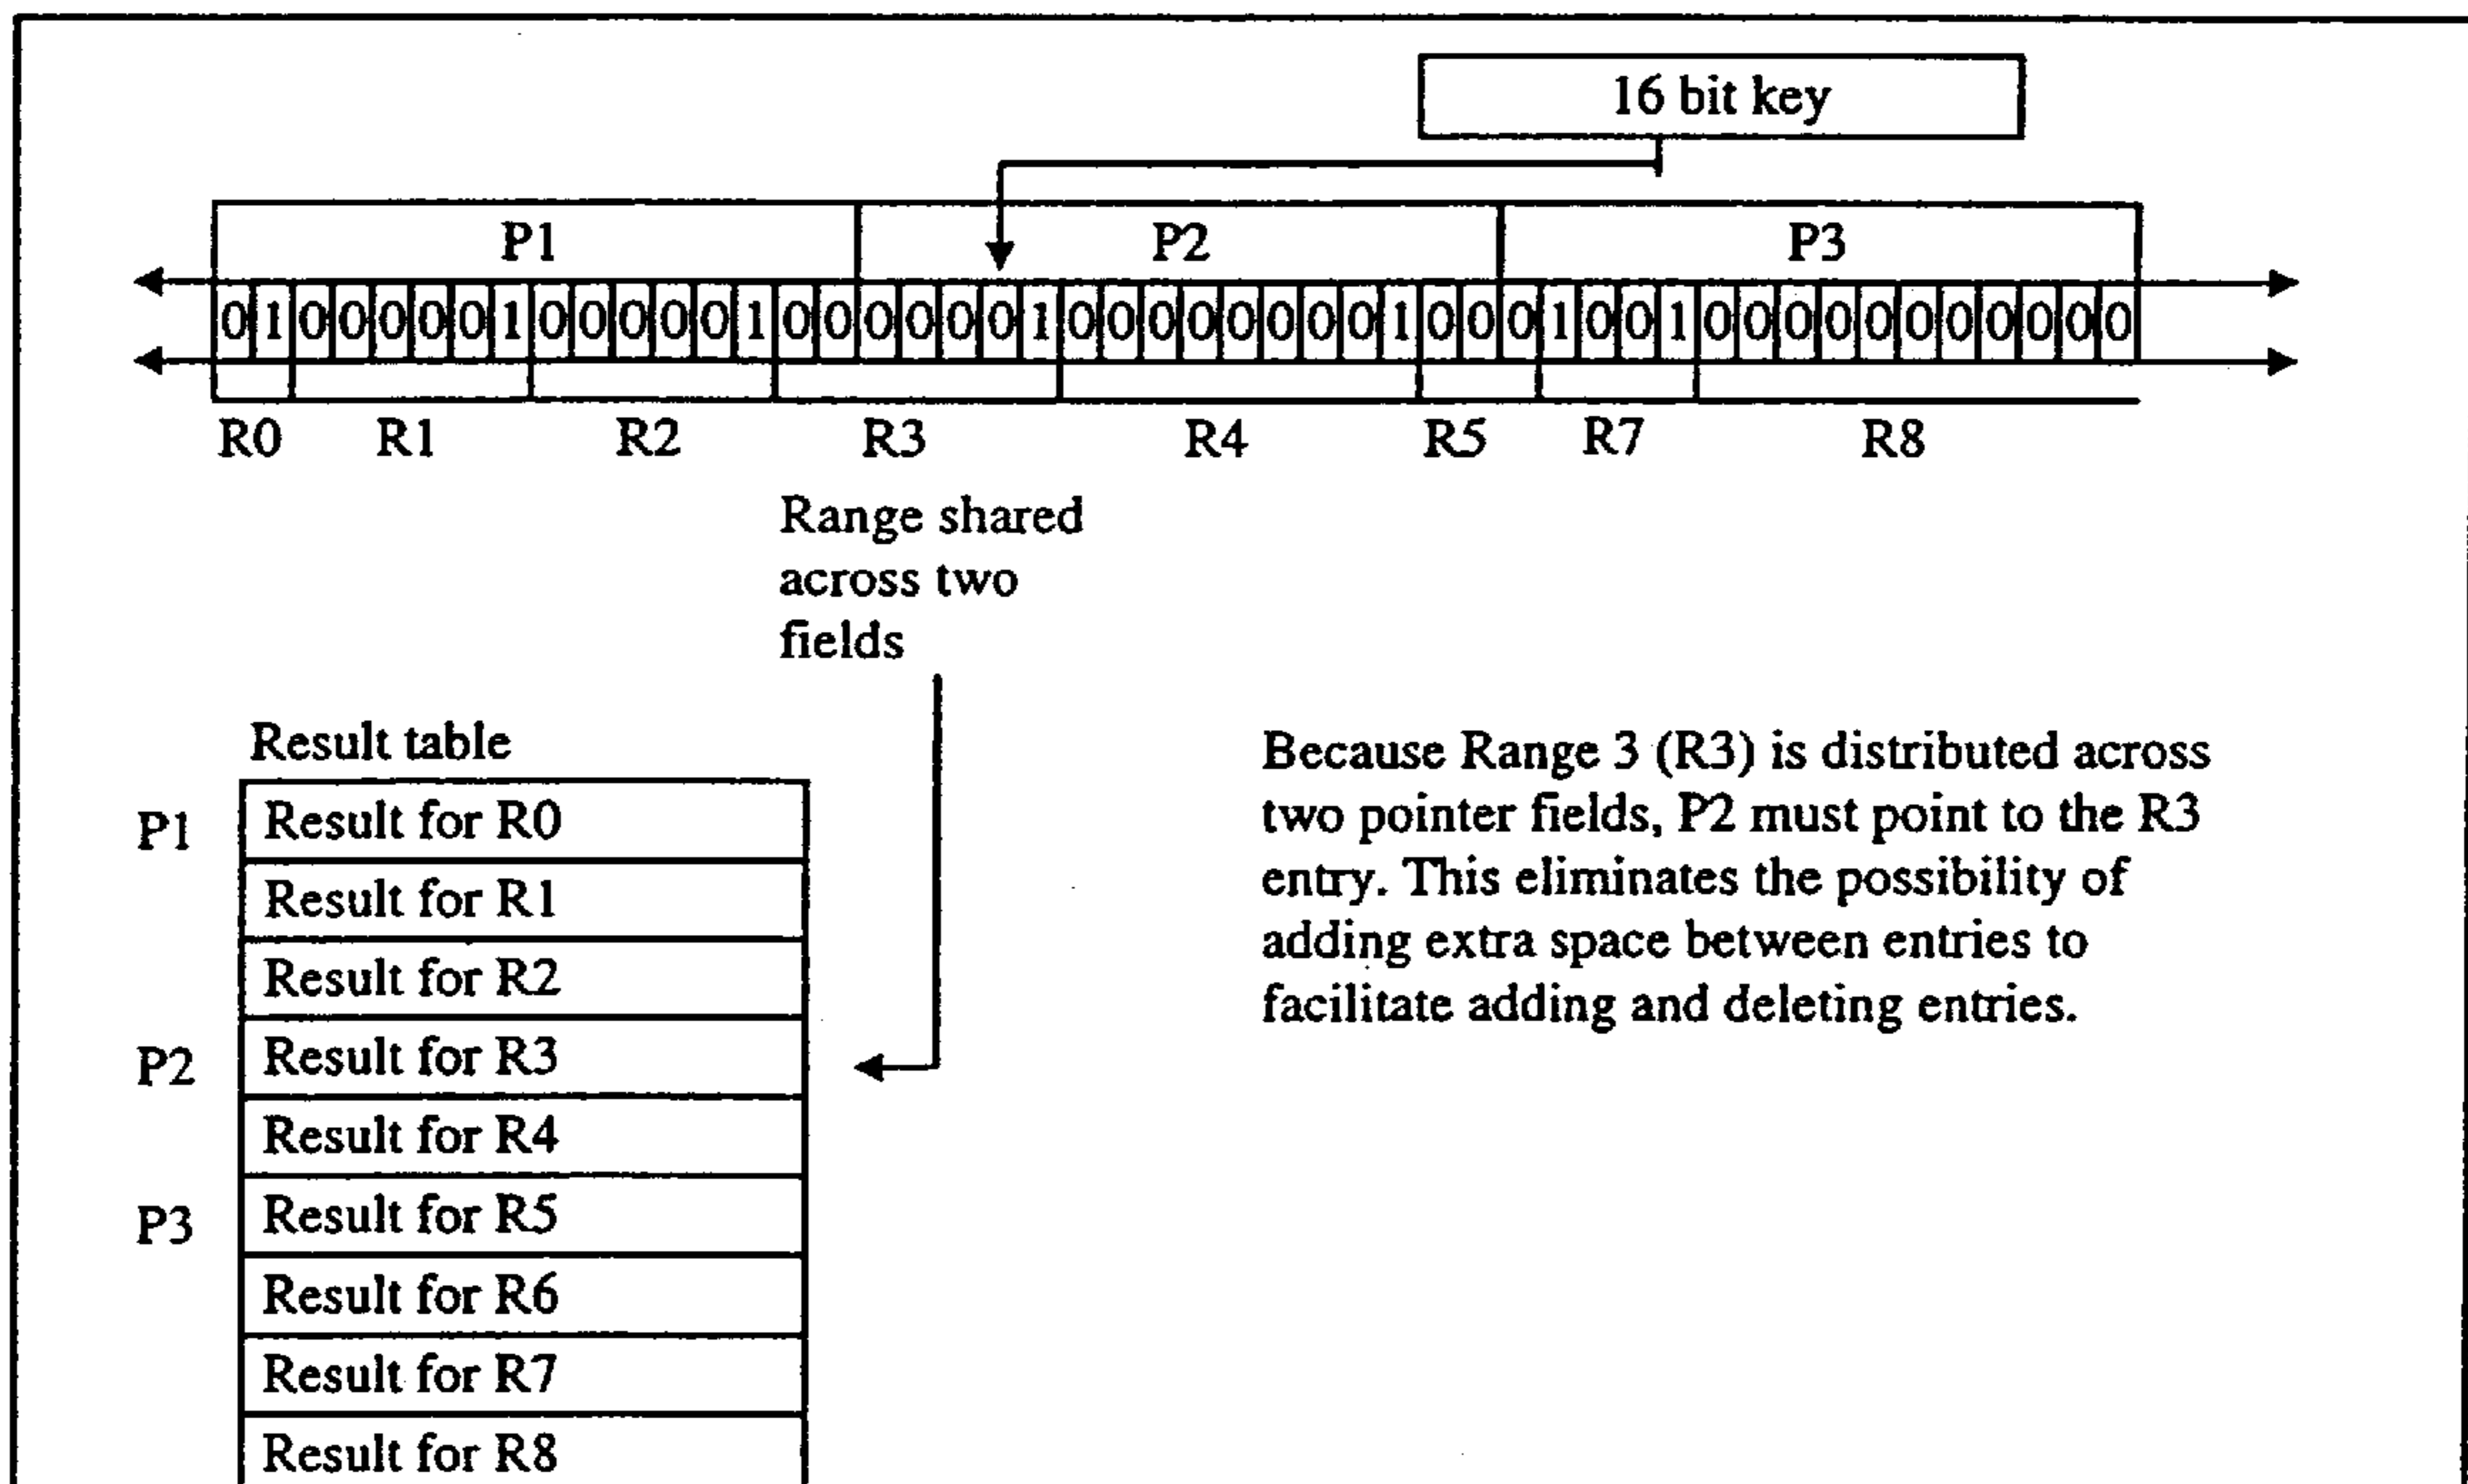 16 bit key
P1 P2 P3
0 1 0 0 0 0 0 1 0 0 0 0 0 1 0 0 0 0 0 0 1 0 0 0 0 0 0 0 0 1 0 0 0 1 0 0 1 0 0 0 0 0 0 0 0 0 0 0
R0 R1 R2 R3 R4 R5 R7 R8
Range shared
across two
fields
Result table
P1 Result for R0
Result for R1
Result for R2
P2 Result for R3
Result for R4
P3 Result for R5
Result for R6
Result for R7
Result for R8
Because Range 3 (R3) is distributed across
two pointer fields, P2 must point to the R3
entry. This eliminates the possibility of
adding extra space between entries to
facilitate adding and deleting entries.